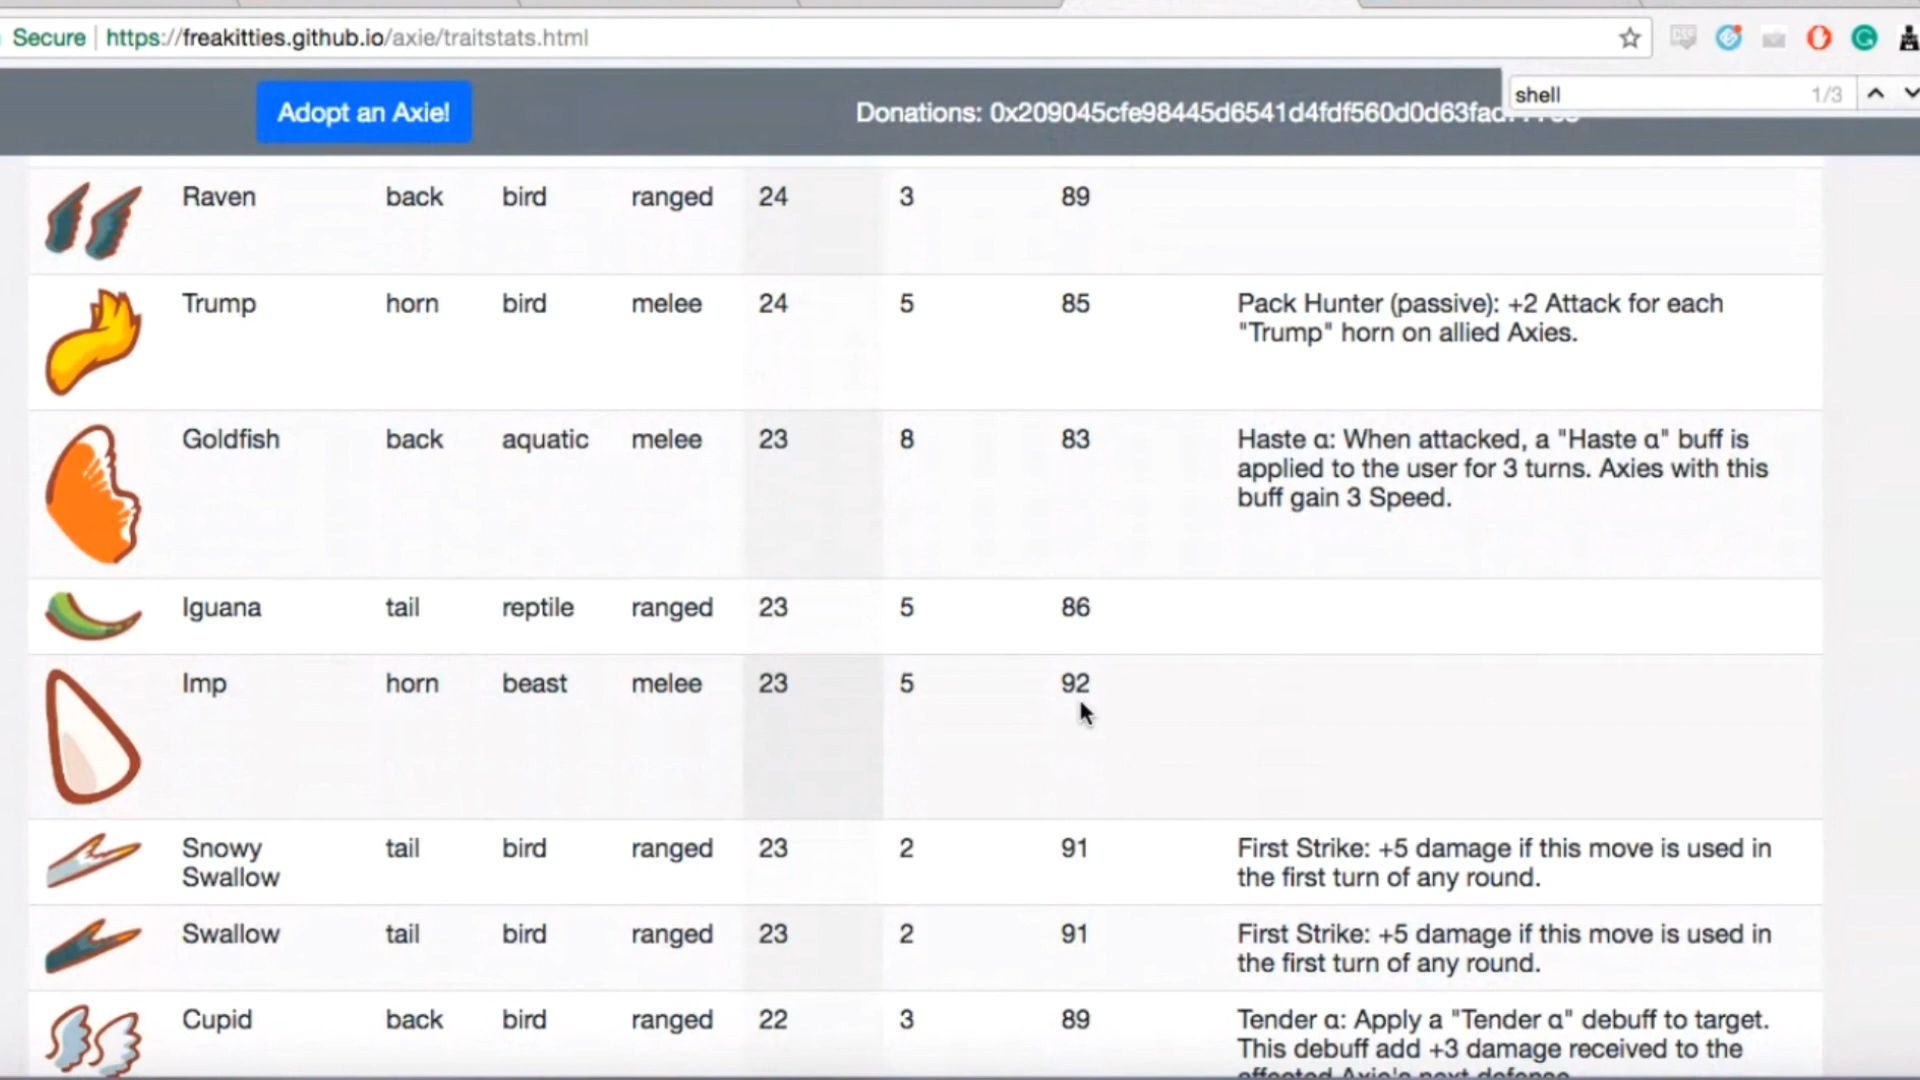 Secure | https://freakitties.github.io/axie/traitstats.html
shell 1/3
Adopt an Axie! Donations: 0x209045cfe98445d6541d4fdf560d0d63fad
Raven back bird ranged 24 3 89
Trump horn bird melee 24 5 85 Pack Hunter (passive): +2 Attack for each
"Trump" horn on allied Axies.
Goldfish back aquatic melee 23 8 83 Haste α: When attacked, a "Haste α" buff is
applied to the user for 3 turns. Axies with this
buff gain 3 Speed.
Iguana tail reptile ranged 23 5 86
Imp horn beast melee 23 5 92
Snowy tail bird ranged 23 2 91 First Strike: +5 damage if this move is used in
Swallow the first turn of any round.
Swallow tail bird ranged 23 2 91 First Strike: +5 damage if this move is used in
the first turn of any round.
Cupid back bird ranged 22 3 89 Tender α: Apply a "Tender α" debuff to target.
This debuff add +3 damage received to the
affected Axie's next defense.